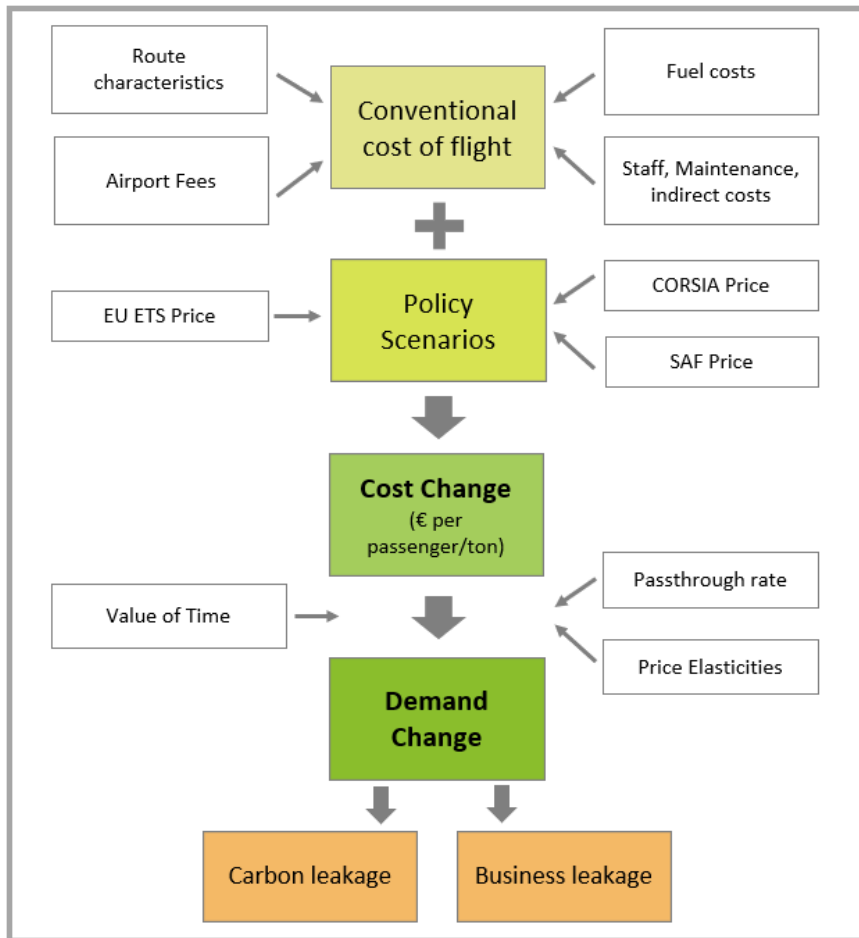 Route
characteristics
Fuel costs
Conventional
cost of flight
Airport Fees
Staff, Maintenance,
indirect costs
EU ETS Price
Policy
Scenarios
CORSIA Price
SAF Price
Cost Change
(€ per
passenger/ton)
Value of Time
Passthrough rate
Price Elasticities
Demand
Change
Carbon leakage
Business leakage